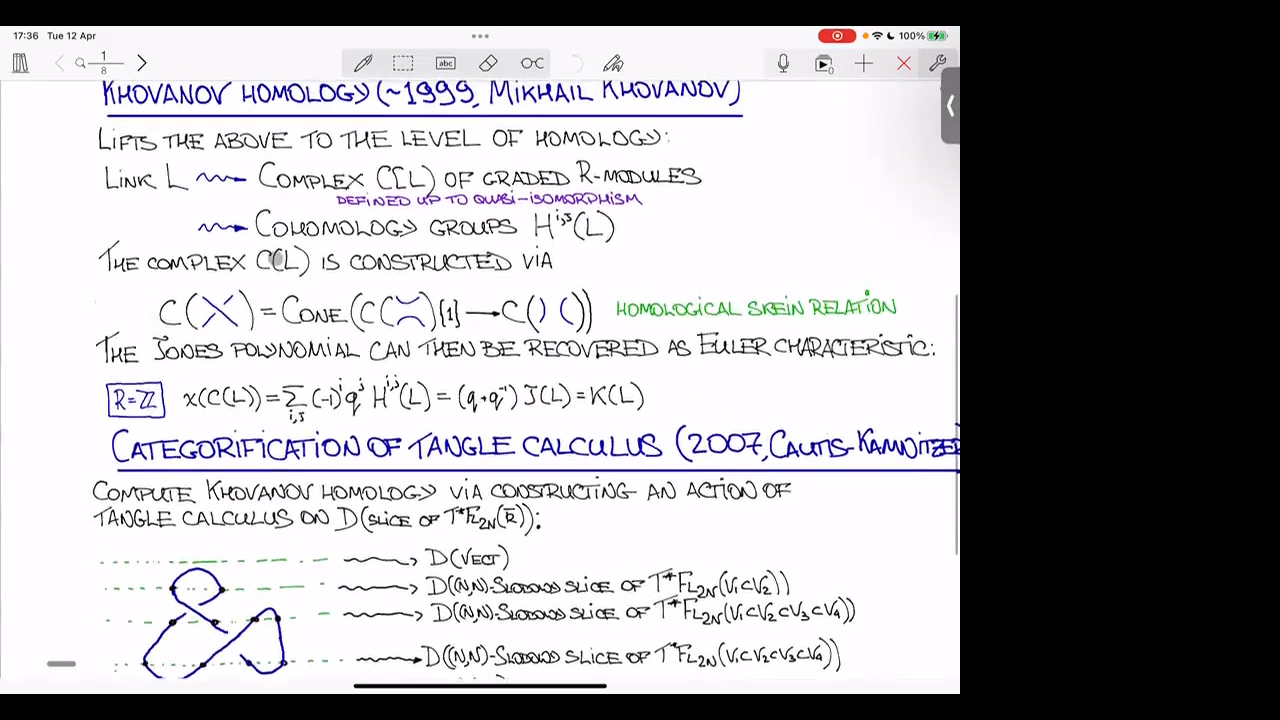 17:36 Tue 12 Apr
100%
1
8
abc
0
KHOVANOV HOMOLOGY (~1999, MIKHAIL KHOVANOV)
LIFTS THE ABOVE TO THE LEVEL OF HOMOLOGY:
LINK L ⇝ COMPLEX C(L) OF GRADED R-MODULES
DEFINED UP TO QUASI-ISOMORPHISM
⇝ COHOMOLOGY GROUPS H^{i,j}(L)
THE COMPLEX C(L) IS CONSTRUCTED VIA
C(╳) = CONE(C(≍)[1] → C()()) HOMOLOGICAL SKEIN RELATION
THE JONES POLYNOMIAL CAN THEN BE RECOVERED AS EULER CHARACTERISTIC:
R=ℤ χ(C(L)) = Σ_{i,j} (-1)^i q^j H^{i,j}(L) = (q+q^{-1}) J(L) = K(L)
CATEGORIFICATION OF TANGLE CALCULUS (2007, CAUTIS-KAMNITZER
COMPUTE KHOVANOV HOMOLOGY VIA CONSTRUCTING AN ACTION OF
TANGLE CALCULUS ON D(SLICE OF T*FL_{2N}(k̄)):
D(VECT)
D((N,N)-SLODOWY SLICE OF T*FL_{2N}(V₁⊂V₂))
D((N,N)-SLODOWY SLICE OF T*FL_{2N}(V₁⊂V₂⊂V₃⊂V₄))
D((N,N)-SLODOWY SLICE OF T*FL_{2N}(V₁⊂V₂⊂V₃⊂V₄))